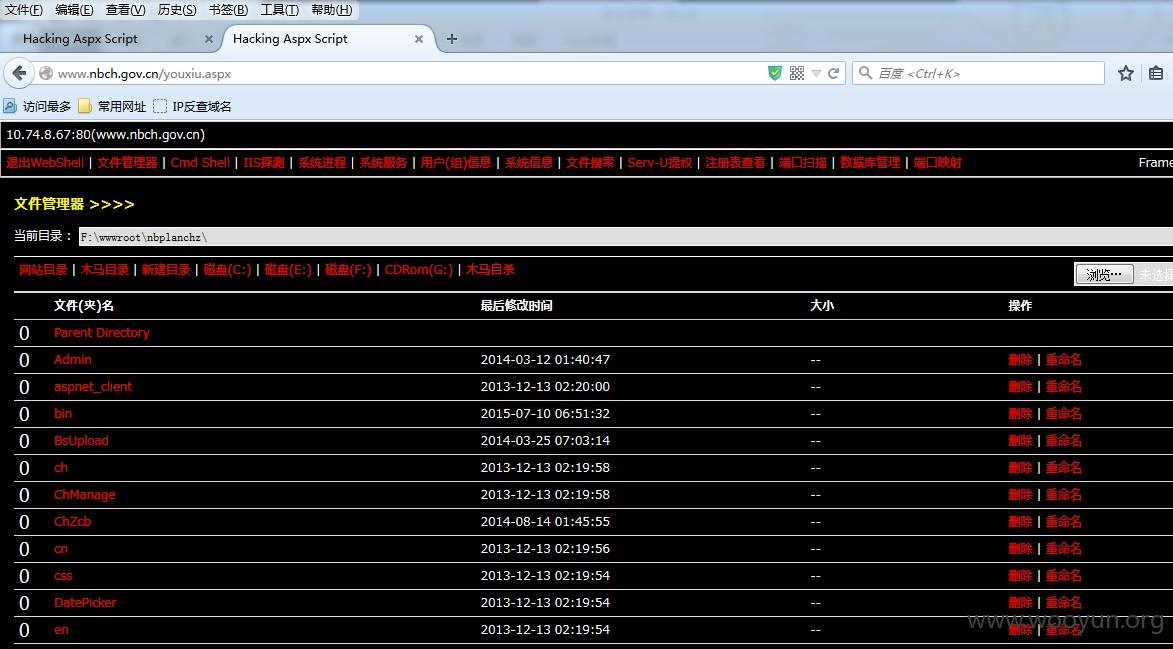 文件(F) 编辑(E) 查看(V) 历史(S) 书签(B) 工具(T) 帮助(H)
Hacking Aspx Script × Hacking Aspx Script × +
www.nbch.gov.cn/youxiu.aspx 百度 <Ctrl+K>
访问最多 常用网址 IP反查域名
10.74.8.67:80(www.nbch.gov.cn)
退出WebShell | 文件管理器 | Cmd Shell | IIS探测 | 系统进程 | 系统服务 | 用户(组)信息 | 系统信息 | 文件搜索 | Serv-U提权 | 注册表查看 | 端口扫描 | 数据库管理 | 端口映射 Frame
文件管理器 >>>>
当前目录： F:\wwwroot\nbplanchz\
网站目录 | 木马目录 | 新建目录 | 磁盘(C:) | 磁盘(E:) | 磁盘(F:) | CDRom(G:) | 木马自杀 浏览… 未选择
文件(夹)名 最后修改时间 大小 操作
0 Parent Directory
0 Admin 2014-03-12 01:40:47 -- 删除 | 重命名
0 aspnet_client 2013-12-13 02:20:00 -- 删除 | 重命名
0 bin 2015-07-10 06:51:32 -- 删除 | 重命名
0 BsUpload 2014-03-25 07:03:14 -- 删除 | 重命名
0 ch 2013-12-13 02:19:58 -- 删除 | 重命名
0 ChManage 2013-12-13 02:19:58 -- 删除 | 重命名
0 ChZcb 2014-08-14 01:45:55 -- 删除 | 重命名
0 cn 2013-12-13 02:19:56 -- 删除 | 重命名
0 css 2013-12-13 02:19:54 -- 删除 | 重命名
0 DatePicker 2013-12-13 02:19:54 -- 删除 | 重命名
0 en 2013-12-13 02:19:54 -- 删除 | 重命名
www.wooyun.org